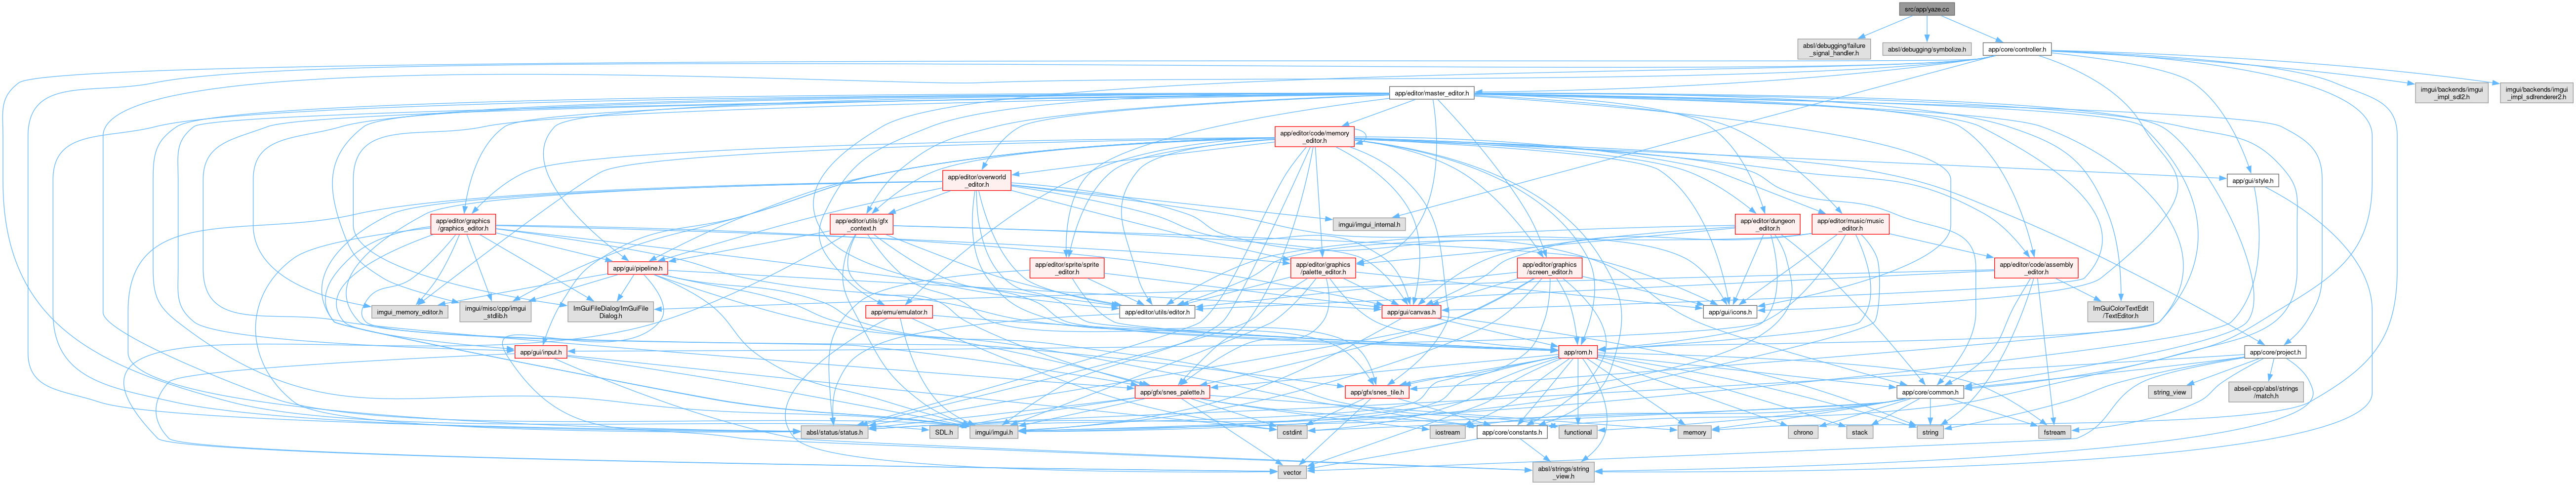 src/app/yaze.cc
absl/debugging/failure
_signal_handler.h
absl/debugging/symbolize.h
app/core/controller.h
imgui/backends/imgui
_impl_sdl2.h
imgui/backends/imgui
_impl_sdlrenderer2.h
app/editor/master_editor.h
app/editor/code/memory
_editor.h
app/editor/overworld
_editor.h
app/gui/style.h
app/editor/graphics
/graphics_editor.h
app/editor/utils/gfx
_context.h
imgui/imgui_internal.h
app/editor/dungeon
_editor.h
app/editor/music/music
_editor.h
app/gui/pipeline.h
app/editor/sprite/sprite
_editor.h
app/editor/graphics
/palette_editor.h
app/editor/graphics
/screen_editor.h
app/editor/code/assembly
_editor.h
imgui_memory_editor.h
imgui/misc/cpp/imgui
_stdlib.h
ImGuiFileDialog/ImGuiFile
Dialog.h
app/emu/emulator.h
app/editor/utils/editor.h
app/gui/canvas.h
app/gui/icons.h
ImGuiColorTextEdit
/TextEditor.h
app/gui/input.h
app/rom.h
app/core/project.h
app/gfx/snes_palette.h
app/gfx/snes_tile.h
app/core/common.h
string_view
abseil-cpp/absl/strings
/match.h
absl/status/status.h
SDL.h
imgui/imgui.h
cstdint
iostream
app/core/constants.h
functional
memory
chrono
stack
string
fstream
vector
absl/strings/string
_view.h